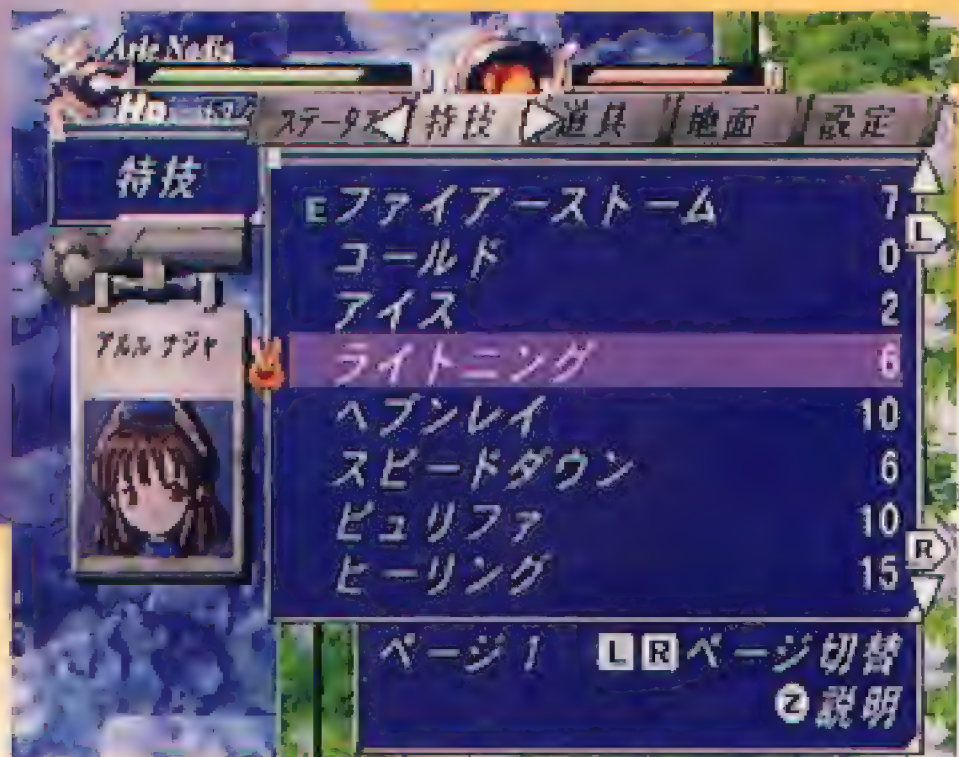 Arle Nadja
Hp
ステータス 特技 道具 地面 設定
特技
E ファイアーストーム 7
L
コールド 0
アイス 2
アルル ナジャ
ライトニング 6
ヘブンレイ 10
スピードダウン 6
ピュリファ 10
R
ヒーリング 15
ページ 1 L R ページ切替
Z 説明